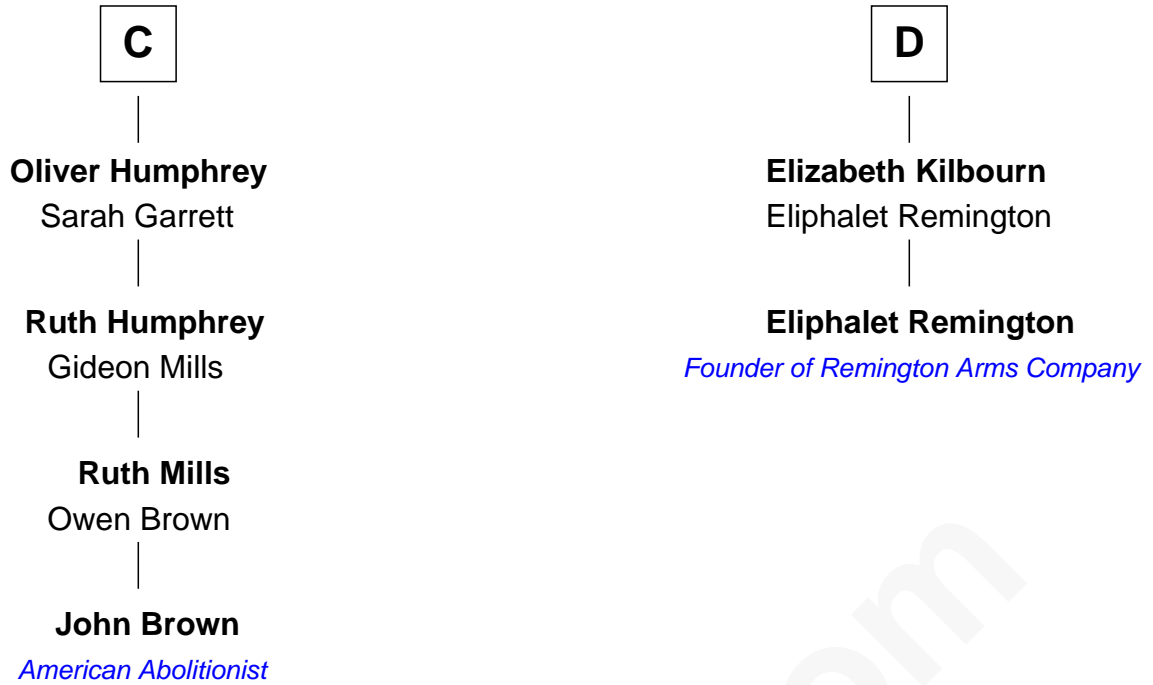 C
D
Oliver Humphrey
Sarah Garrett
Elizabeth Kilbourn
Eliphalet Remington
Ruth Humphrey
Gideon Mills
Eliphalet Remington
Founder of Remington Arms Company
Ruth Mills
Owen Brown
John Brown
American Abolitionist
om